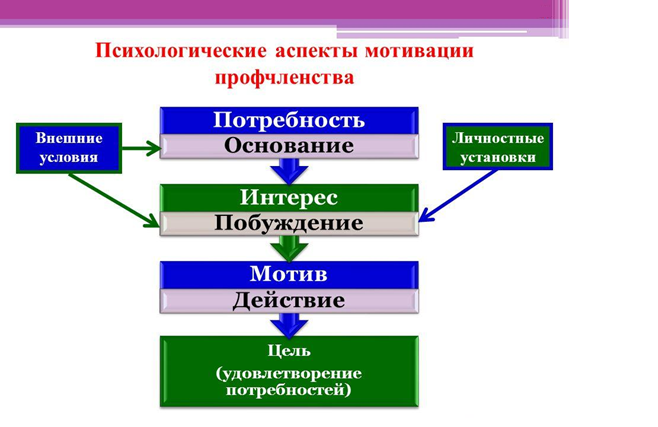 Психологические аспекты мотивации
профчленства
Потребность
Основание
Внешние
условия
Личностные
установки
Интерес
Побуждение
Мотив
Действие
Цель
(удовлетворение
потребностей)